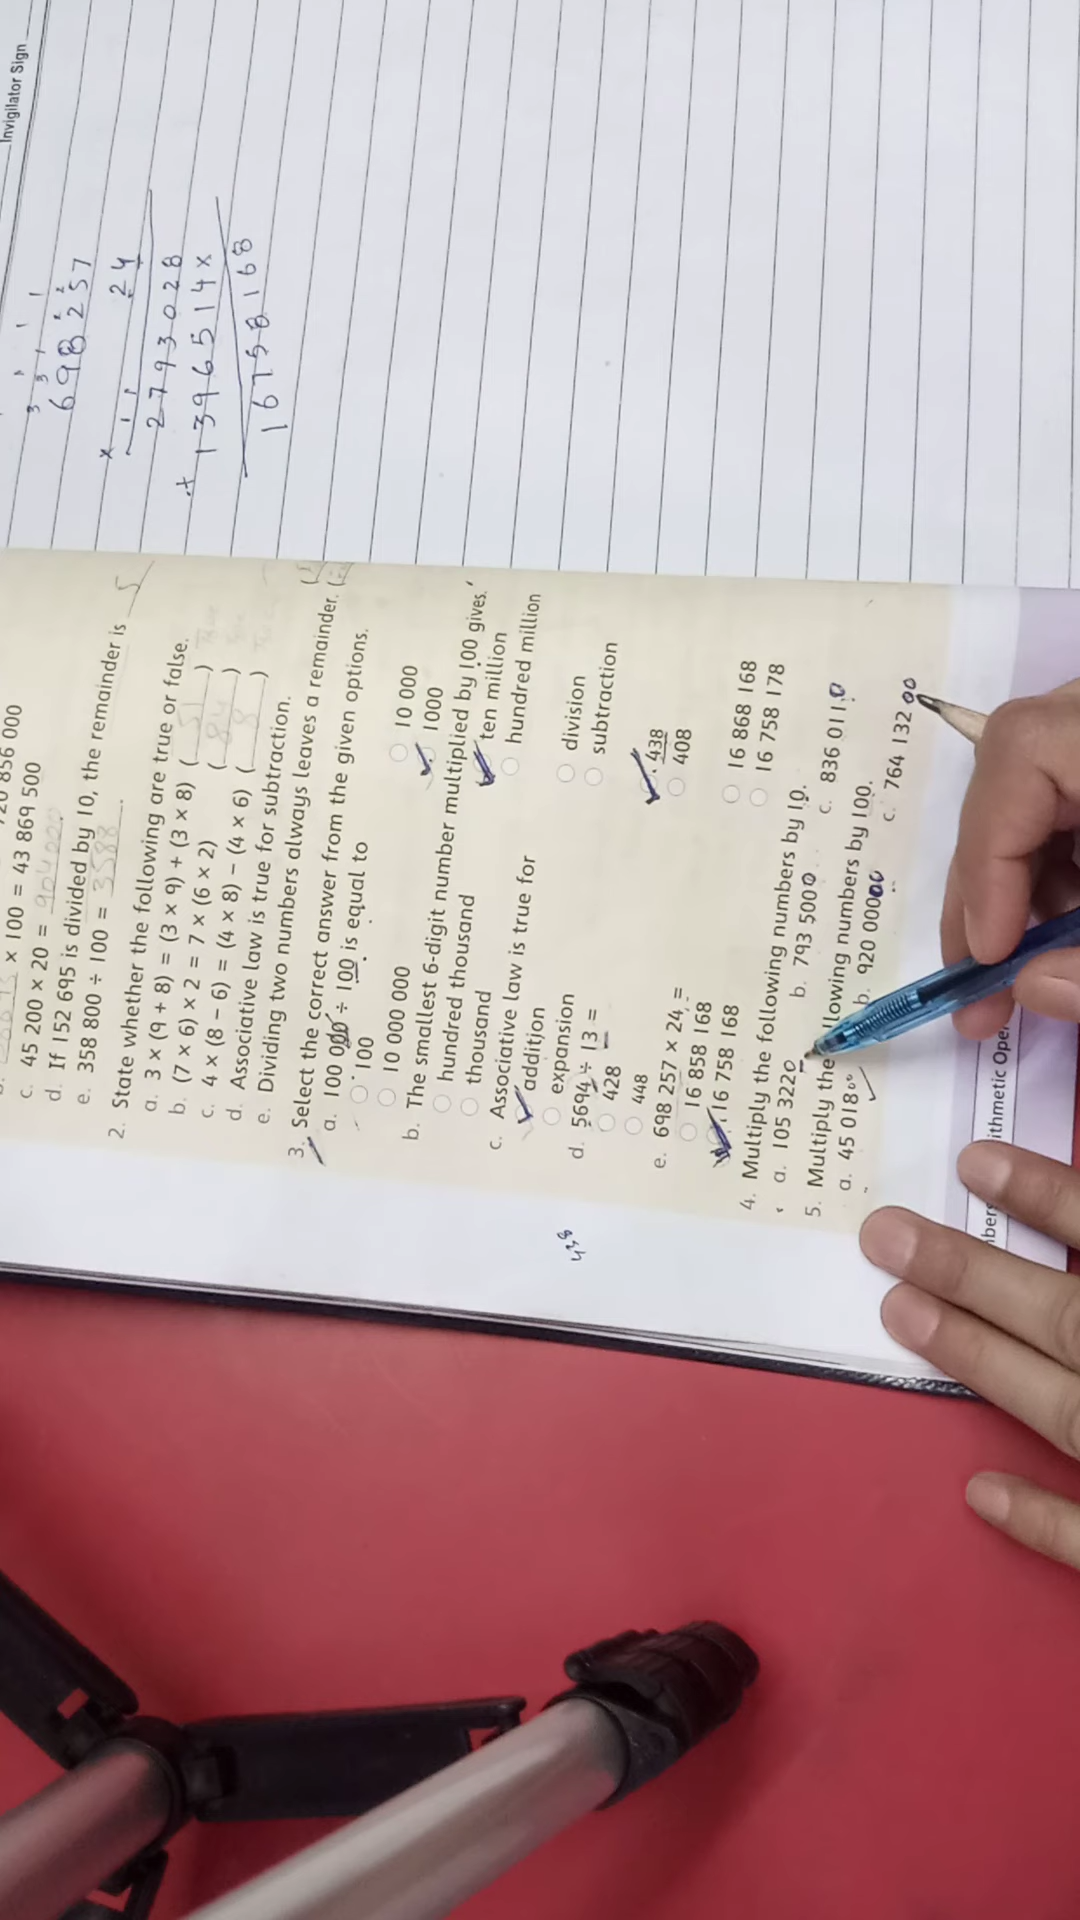 Invigilator Sign
× 100 = 43 869 500
c. 45 200 × 20 = 904000
d. If 152 695 is divided by 10, the remainder is 5
e. 358 800 ÷ 100 = 3588.
2. State whether the following are true or false.
a. 3 × (9 + 8) = (3 × 9) + (3 × 8) ( 51 )
b. (7 × 6) × 2 = 7 × (6 × 2) ( 84 )
c. 4 × (8 − 6) = (4 × 8) − (4 × 6) ( 8 )
d. Associative law is true for subtraction.
e. Dividing two numbers always leaves a remainder.
3. Select the correct answer from the given options.
a. 100 000 ÷ 100 is equal to
100 10 000
10 000 000 1000
b. The smallest 6-digit number multiplied by 100 gives.
hundred thousand ten million
thousand hundred million
c. Associative law is true for
addition division
expansion subtraction
d. 5694 ÷ 13 =
428 438
448 408
438
e. 698 257 × 24 =
16 858 168 16 868 168
16 758 168 16 758 178
4. Multiply the following numbers by 10.
a. 105 3220 b. 793 5000 c. 836 0110
5. Multiply the llowing numbers by 100.
a. 45 01800 b. 920 00000 c. 764 13200
ithmetic Oper
698257
× 24
2793028
+ 1396514×
16758168